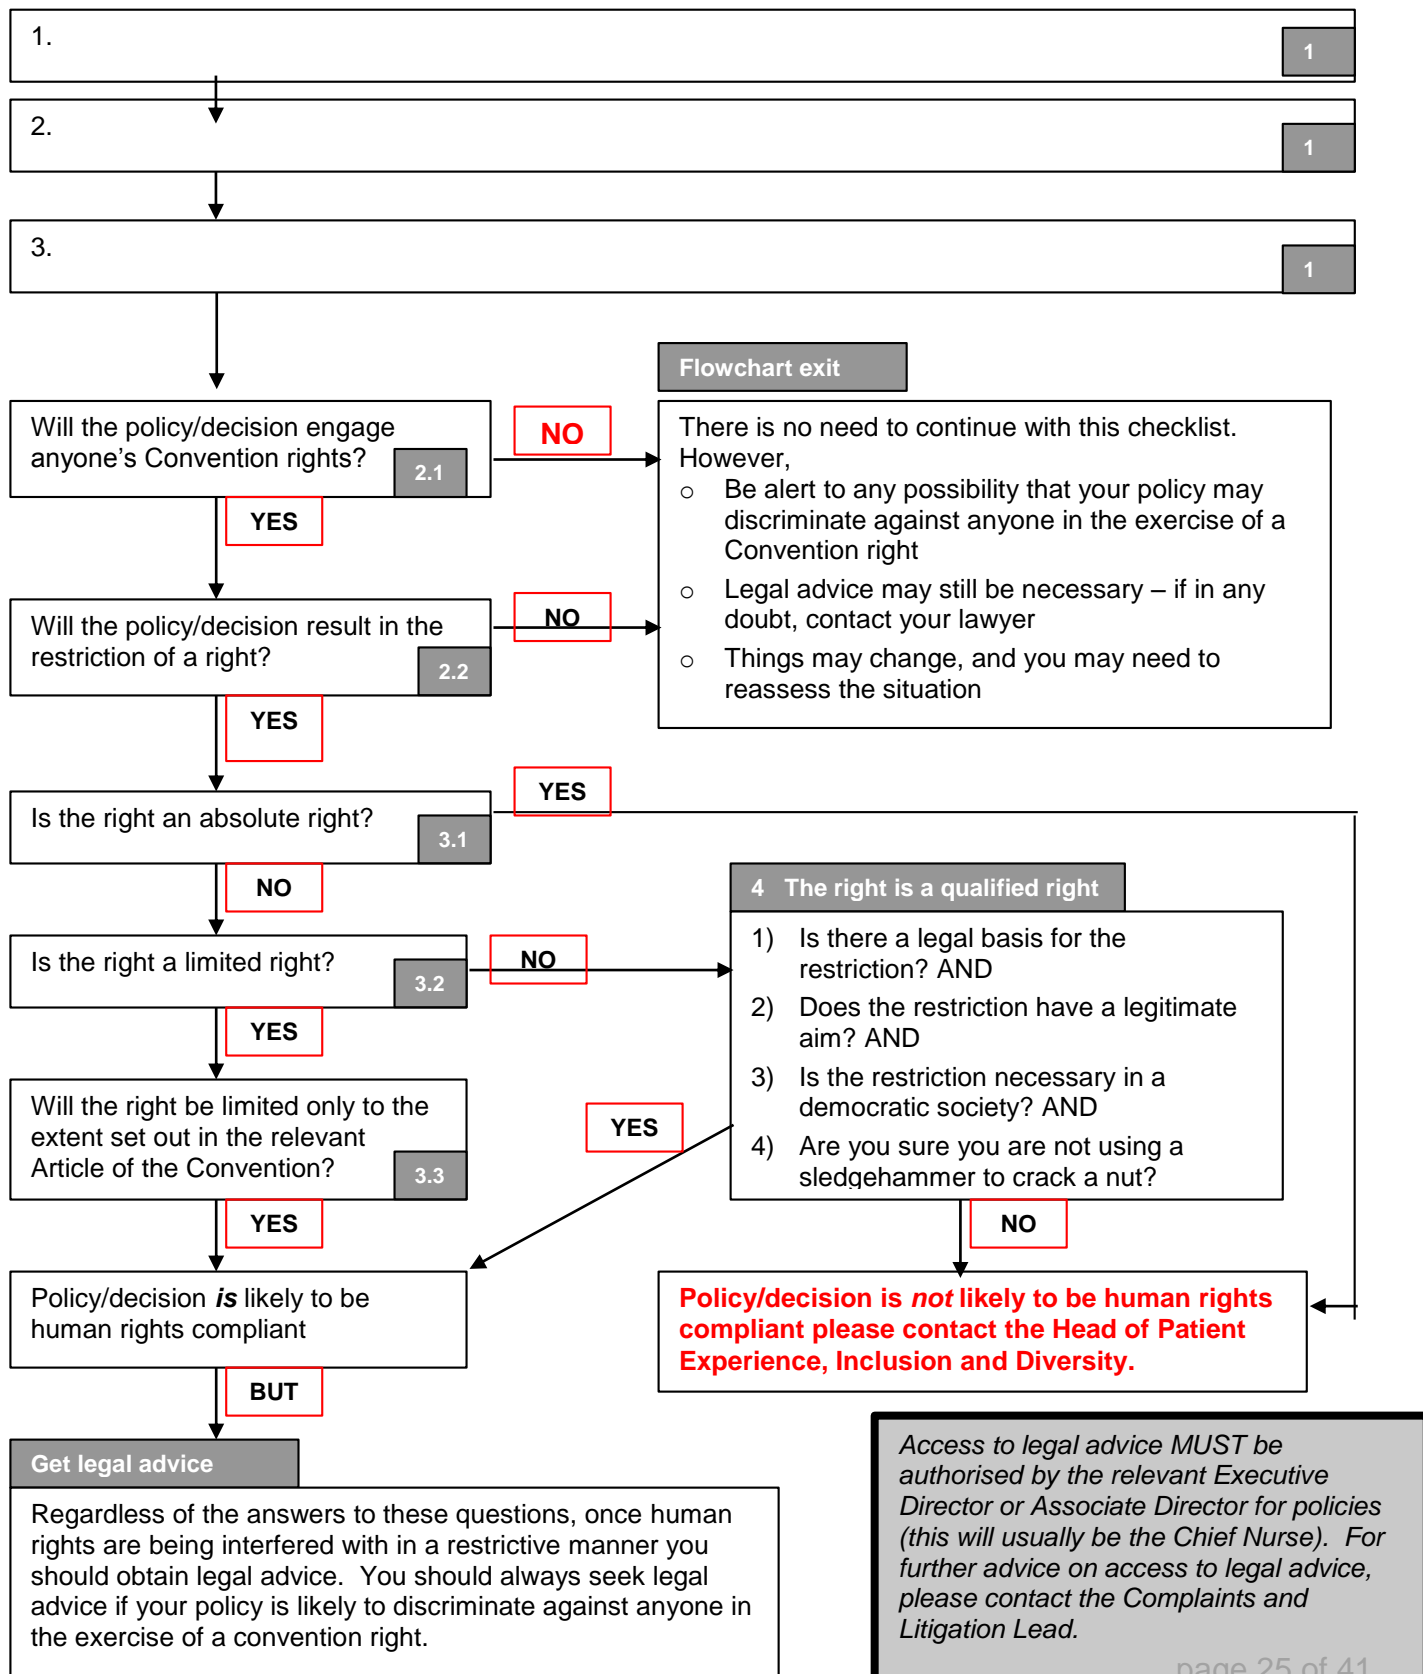 1.
1
2.
1
3.
1
Flowchart exit
Will the policy/decision engage
anyone’s Convention rights?
2.1
NO
There is no need to continue with this checklist.
However,
o Be alert to any possibility that your policy may
discriminate against anyone in the exercise of a
Convention right
o Legal advice may still be necessary – if in any
doubt, contact your lawyer
o Things may change, and you may need to
reassess the situation
YES
Will the policy/decision result in the
restriction of a right?
2.2
NO
YES
Is the right an absolute right?
3.1
YES
NO
Is the right a limited right?
3.2
NO
4 The right is a qualified right
1) Is there a legal basis for the
restriction? AND
2) Does the restriction have a legitimate
aim? AND
3) Is the restriction necessary in a
democratic society? AND
4) Are you sure you are not using a
sledgehammer to crack a nut?
YES
Will the right be limited only to the
extent set out in the relevant
Article of the Convention?
3.3
YES
YES
NO
Policy/decision is likely to be
human rights compliant
Policy/decision is not likely to be human rights
compliant please contact the Head of Patient
Experience, Inclusion and Diversity.
BUT
Get legal advice
Regardless of the answers to these questions, once human
rights are being interfered with in a restrictive manner you
should obtain legal advice. You should always seek legal
advice if your policy is likely to discriminate against anyone in
the exercise of a convention right.
Access to legal advice MUST be
authorised by the relevant Executive
Director or Associate Director for policies
(this will usually be the Chief Nurse). For
further advice on access to legal advice,
please contact the Complaints and
Litigation Lead.
page 25 of 41